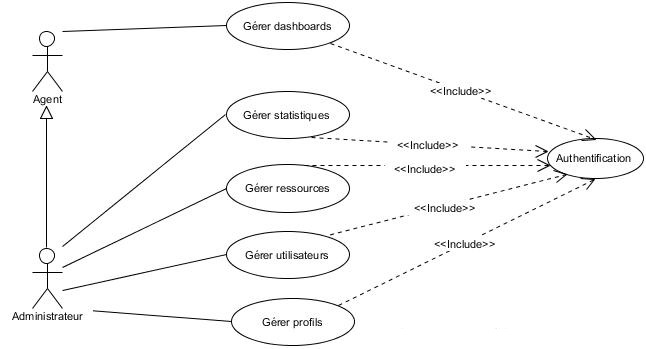 Gérer dashboards
Agent
<<Include>>
Gérer statistiques
<<Include>>
Authentification
<<Include>>
Gérer ressources
<<Include>>
Gérer utilisateurs
<<Include>>
Administrateur
Gérer profils